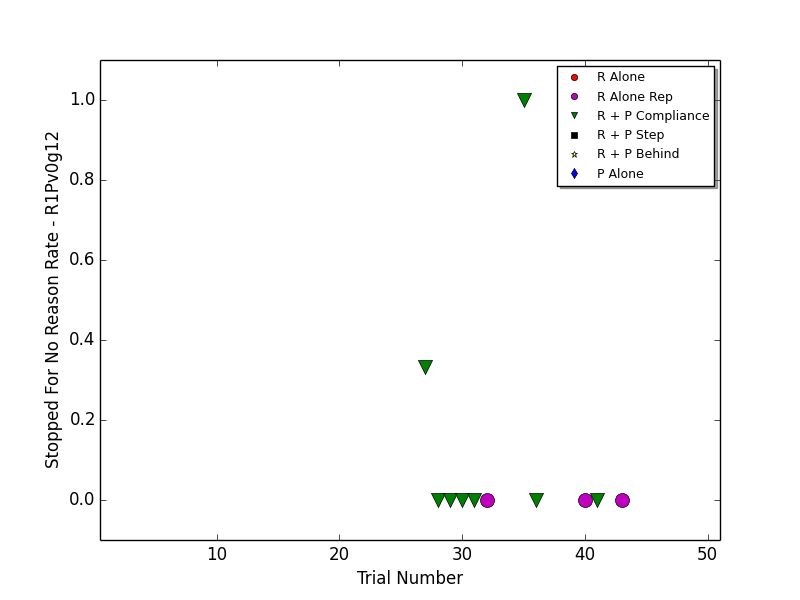 R Alone
R Alone Rep
R + P Compliance
R + P Step
R + P Behind
P Alone
Stopped For No Reason Rate - R1Pv0g12
1.0
0.8
0.6
0.4
0.2
0.0
10 20 30 40 50
Trial Number